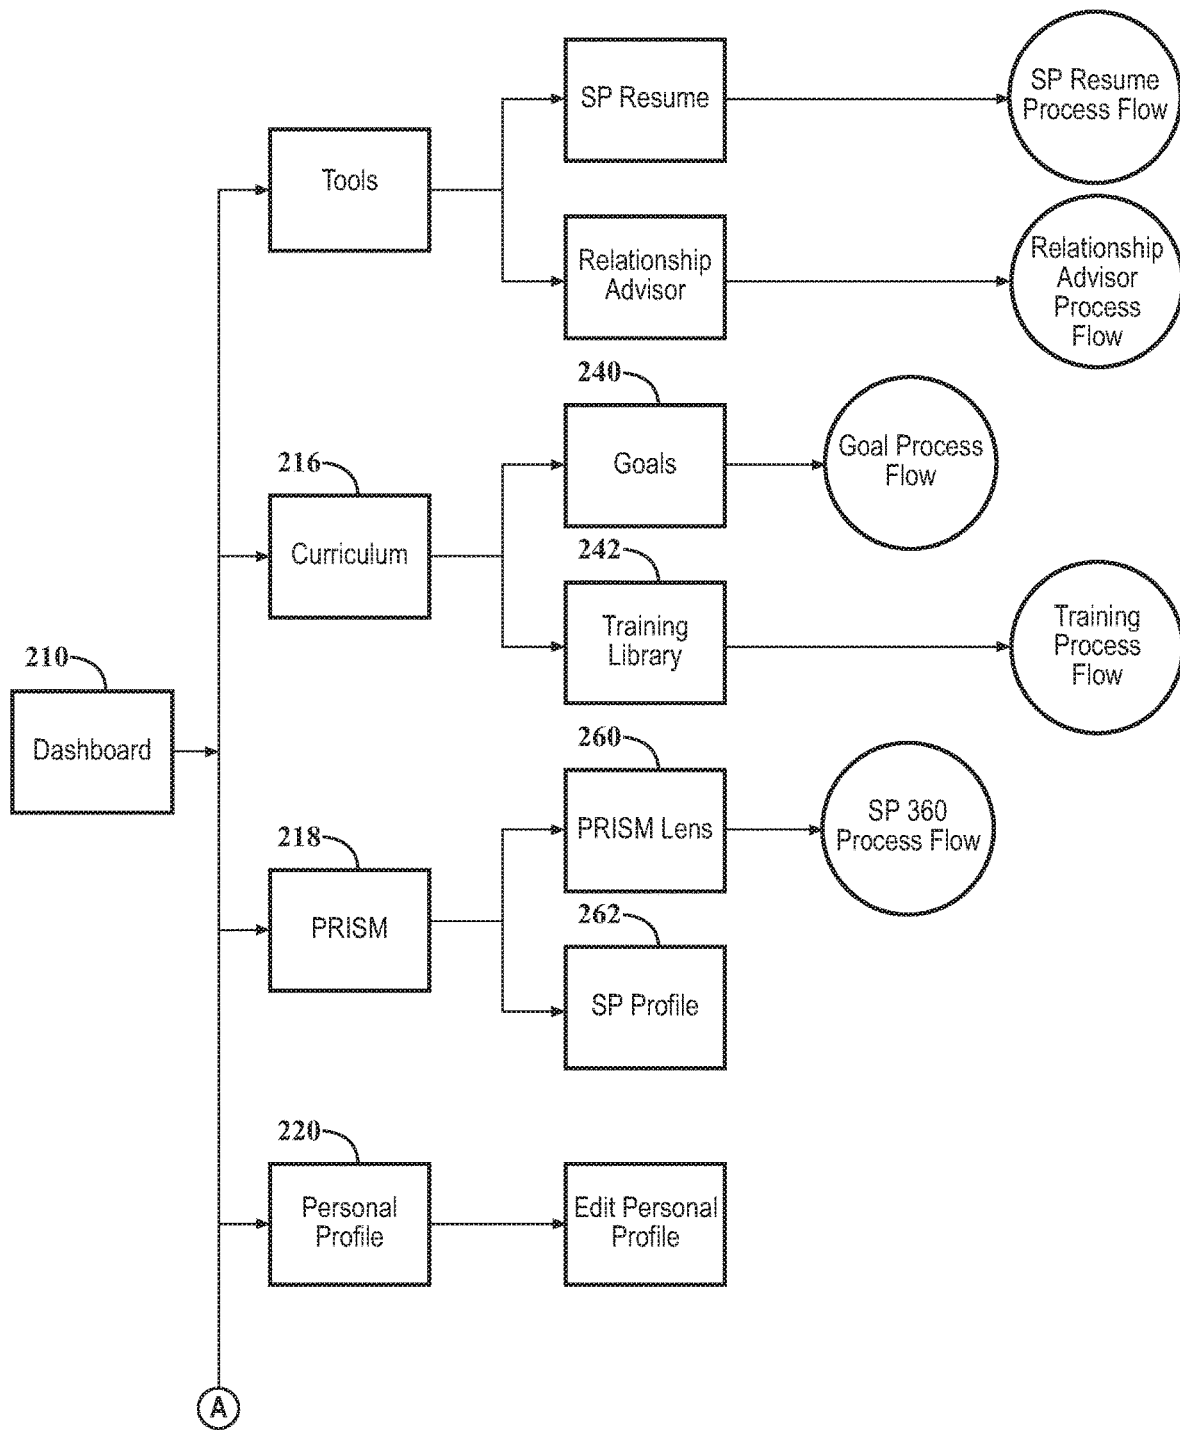 SP Resume
SP Resume
Process Flow
Tools
Relationship
Advisor
Relationship
Advisor
Process
Flow
240
Goals
Goal Process
Flow
216
Curriculum
242
Training
Library
Training
Process
Flow
210
Dashboard
260
PRISM Lens
SP 360
Process Flow
218
PRISM
262
SP Profile
220
Personal
Profile
Edit Personal
Profile
A